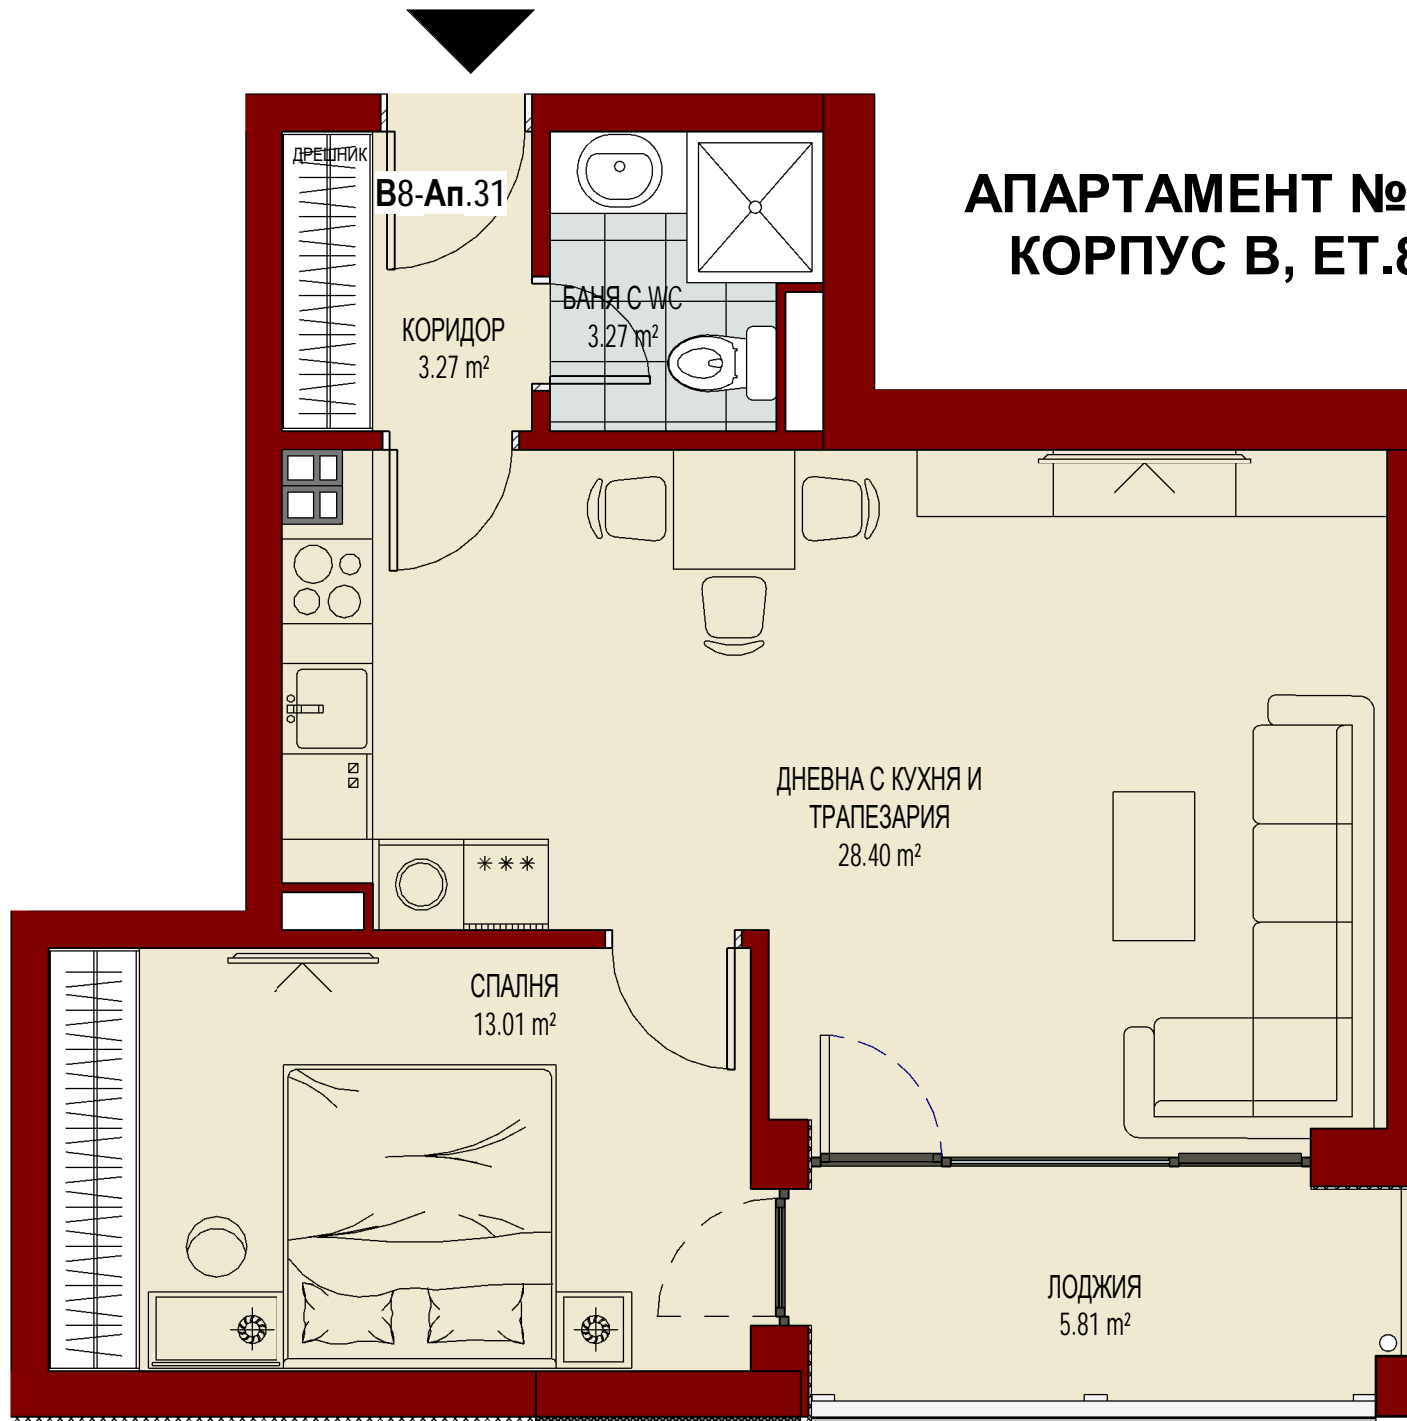 АПАРТАМЕНТ №
КОРПУС В, ЕТ.8
ДРЕШНИК
В8-Ап.31
КОРИДОР
3.27 m²
БАНЯ С WC
3.27 m²
ДНЕВНА С КУХНЯ И
ТРАПЕЗАРИЯ
28.40 m²
СПАЛНЯ
13.01 m²
ЛОДЖИЯ
5.81 m²